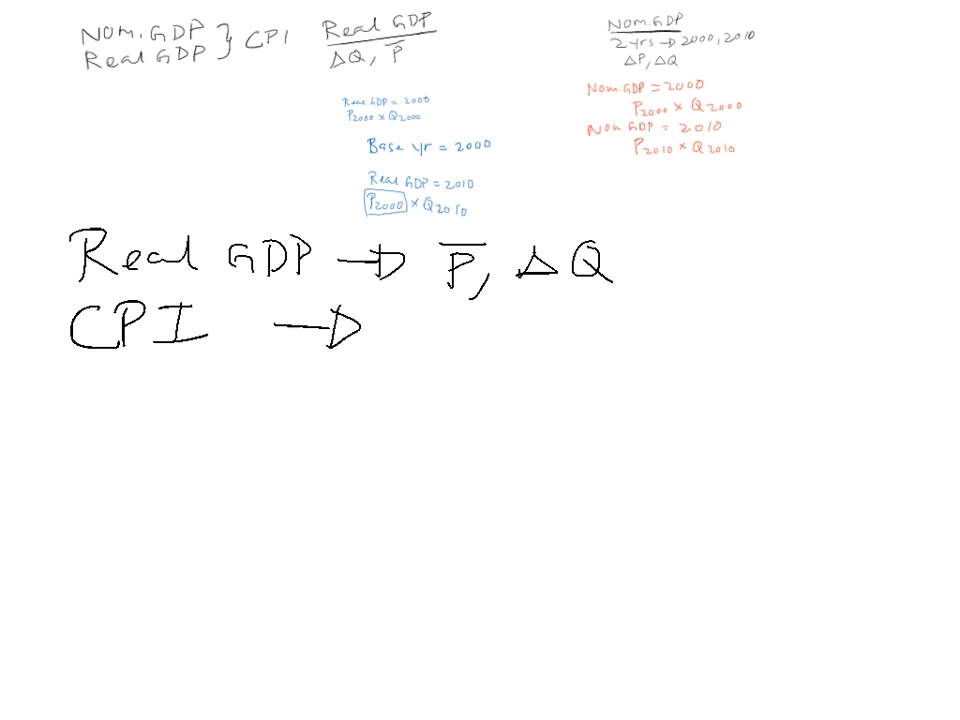 Nom. GDP
Real GDP } CPI
Real GDP
ΔQ, P̅
Nom. GDP
2 yrs → 2000, 2010
ΔP, ΔQ
Real GDP = 2000
P2000 × Q2000
Base yr = 2000
Real GDP = 2010
P2000 × Q2010
Nom GDP = 2000
P2000 × Q2000
Nom GDP = 2010
P2010 × Q2010
Real GDP → P̅, ΔQ
CPI →